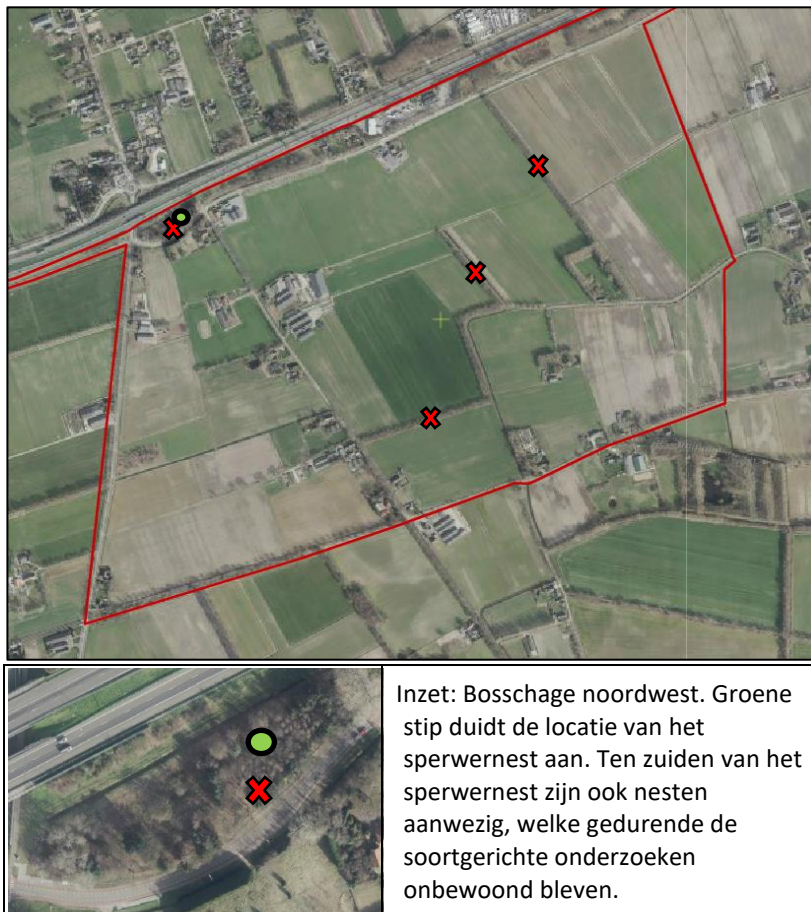 Inzet: Bosschage noordwest. Groene
stip duidt de locatie van het
sperwernest aan. Ten zuiden van het
sperwernest zijn ook nesten
aanwezig, welke gedurende de
soortgerichte onderzoeken
onbewoond bleven.